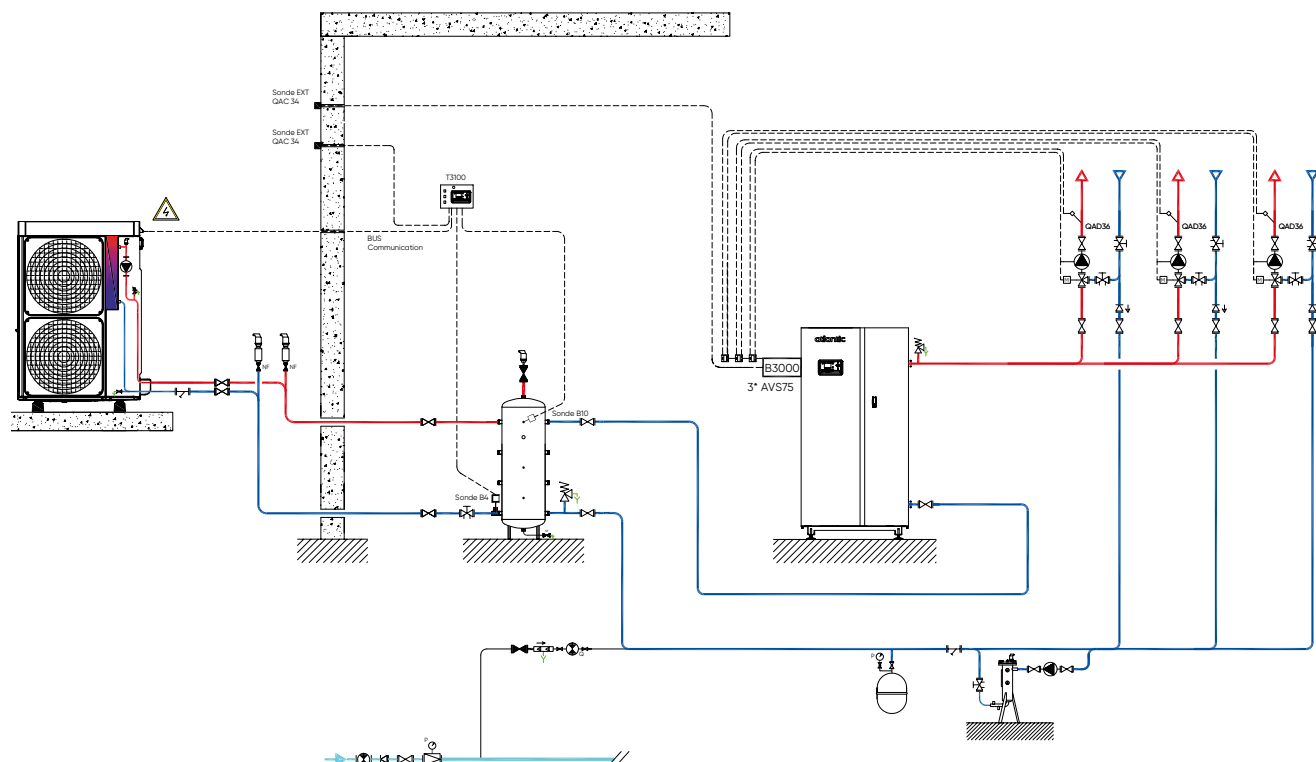 Sonde EXT
QAC 34
Sonde EXT
QAC 34
T3100
BUS
Communication
QAD36
QAD36
QAD36
NF
NF
atlantic
B3000
3* AVS75
Sonde B10
Sonde B4
P
P